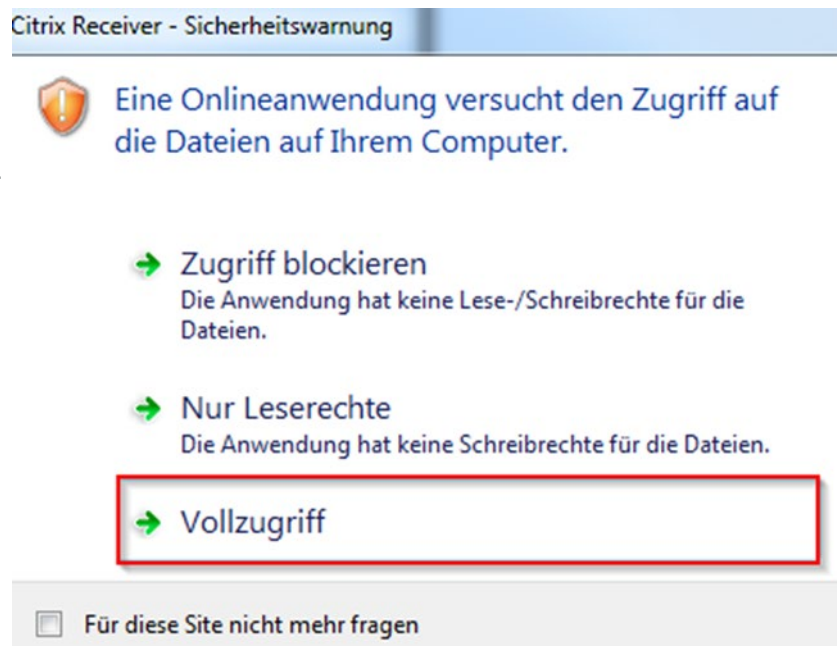 Citrix Receiver - Sicherheitswarnung
Eine Onlineanwendung versucht den Zugriff auf
die Dateien auf Ihrem Computer.
Zugriff blockieren
Die Anwendung hat keine Lese-/Schreibrechte für die
Dateien.
Nur Leserechte
Die Anwendung hat keine Schreibrechte für die Dateien.
Vollzugriff
Für diese Site nicht mehr fragen